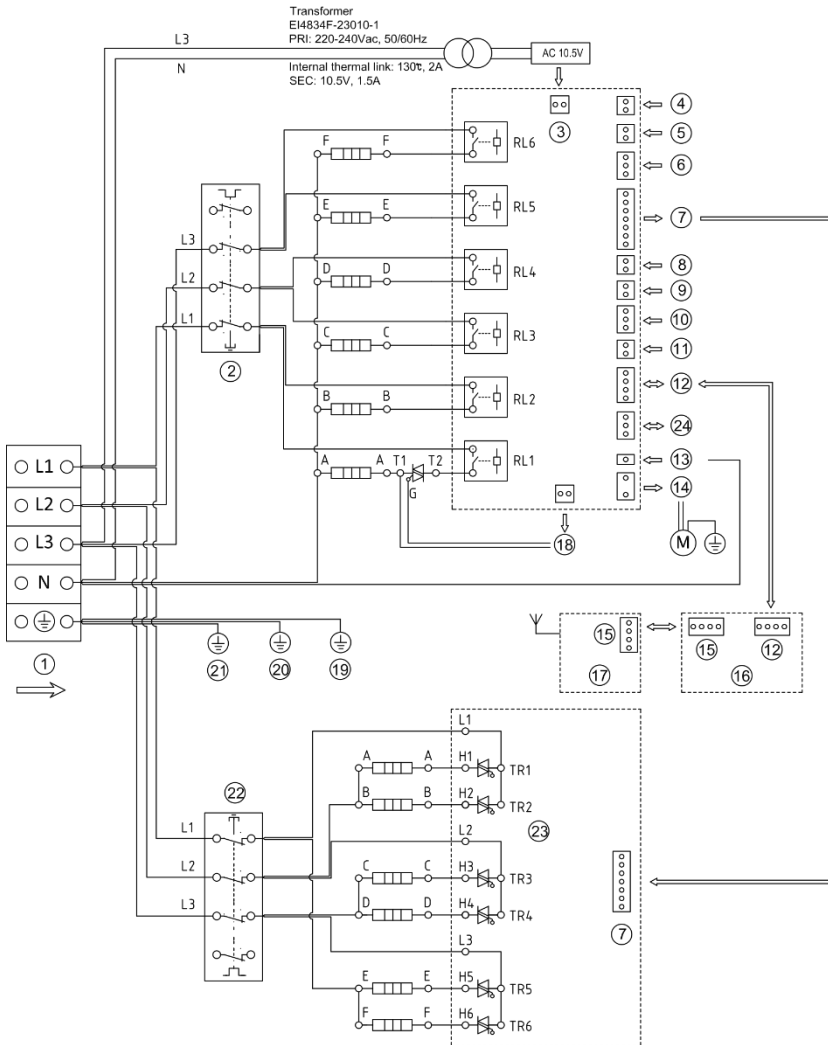 Transformer
EI4834F-23010-1
PRI: 220-240Vac, 50/60Hz
L3
N
Internal thermal link: 130℃, 2A
SEC: 10.5V, 1.5A
AC 10.5V
3
4
5
6
7
8
9
10
11
12
24
13
14
F F RL6
E E RL5
L3
D D RL4
L2
C C RL3
L1
2
B B RL2
A A T1 T2 RL1
G
18
M
L1
L2
L3
N
1
21 20 19
15
17
15 12
16
L1
A A H1 TR1
22
B B H2 TR2
23
L1
L2
L2
C C H3 TR3
L3
D D H4 TR4
7
L3
E E H5 TR5
F F H6 TR6